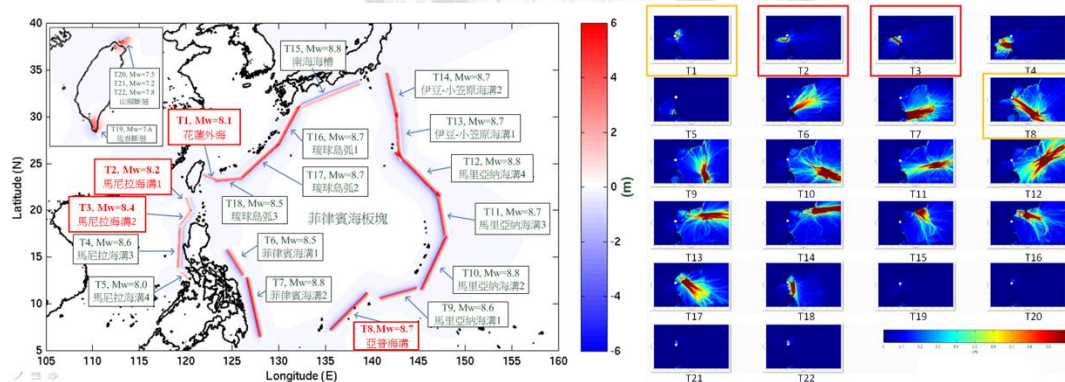 40
35
30
25
20
15
10
5
Latitude (N)
105
110
115
120
125
130
135
140
145
150
155
160
Longitude (E)
6
4
2
0
-2
-4
-6
(m)
T20, Mw=7.5
T21, Mw=7.2
T22, Mw=7.8
山腳斷層
T19, Mw=7.6
恆春斷層
T15, Mw=8.8
南海海槽
T14, Mw=8.7
伊豆-小笠原海溝2
T1, Mw=8.1
花蓮外海
T13, Mw=8.7
伊豆-小笠原海溝1
T16, Mw=8.7
琉球島弧1
T2, Mw=8.2
馬尼拉海溝1
T12, Mw=8.8
馬里亞納海溝4
T17, Mw=8.7
琉球島弧2
T3, Mw=8.4
馬尼拉海溝2
T18, Mw=8.5
琉球島弧3
菲律賓海板塊
T11, Mw=8.7
馬里亞納海溝3
T4, Mw=8.6
馬尼拉海溝3
T6, Mw=8.5
菲律賓海溝1
T5, Mw=8.0
馬尼拉海溝4
T7, Mw=8.8
菲律賓海溝2
T10, Mw=8.8
馬里亞納海溝2
T9, Mw=8.6
馬里亞納海溝1
T8,Mw=8.7
亞普海溝
T1
T2
T3
T4
T5
T6
T7
T8
T9
T10
T11
T12
T13
T14
T15
T16
T17
T18
T19
T20
T21
T22